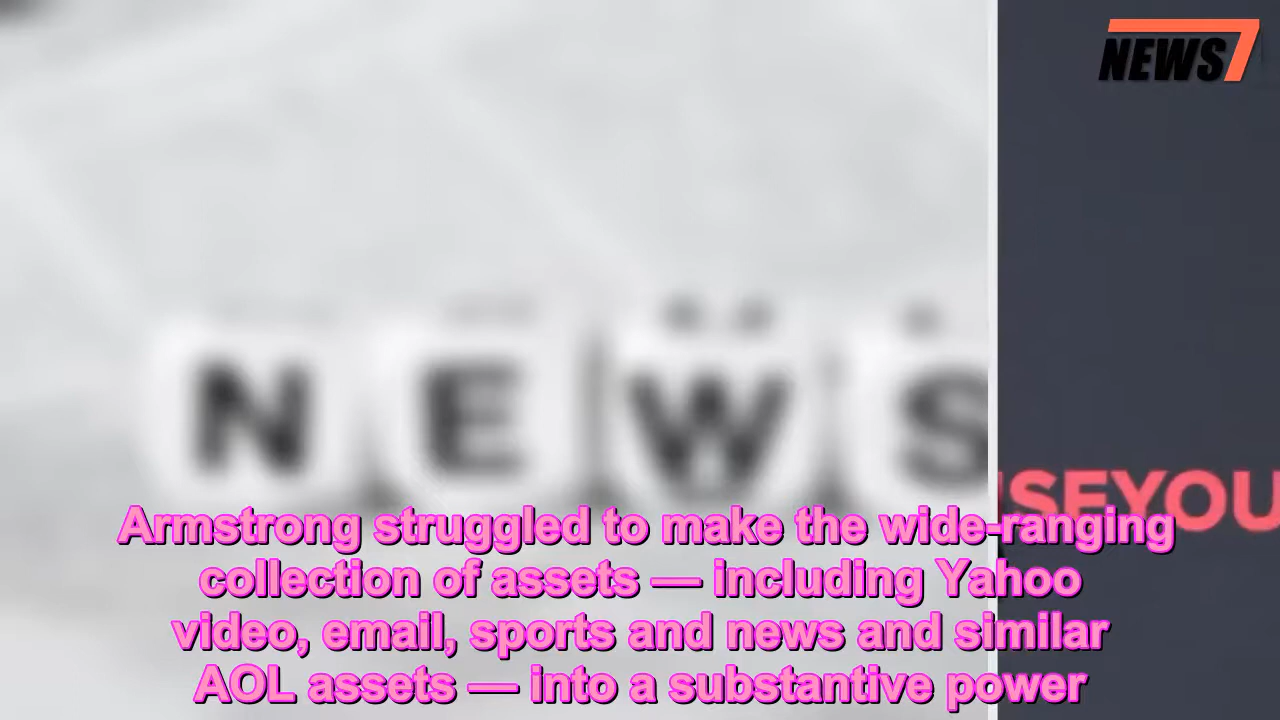 NEWS7
NEWS
SEYOU
Armstrong struggled to make the wide-ranging
collection of assets — including Yahoo
video, email, sports and news and similar
AOL assets — into a substantive power